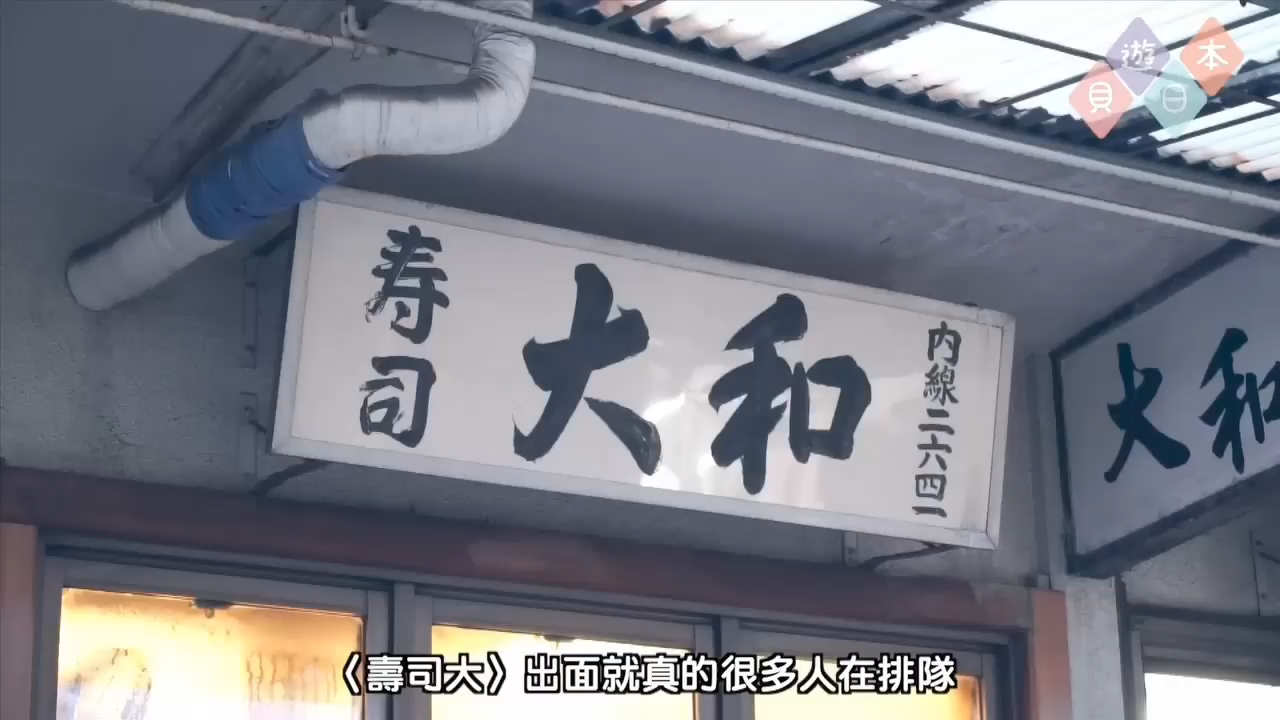 遊本
貝日
寿司
大和
内線二六四一
大和
〈壽司大〉出面就真的很多人在排隊